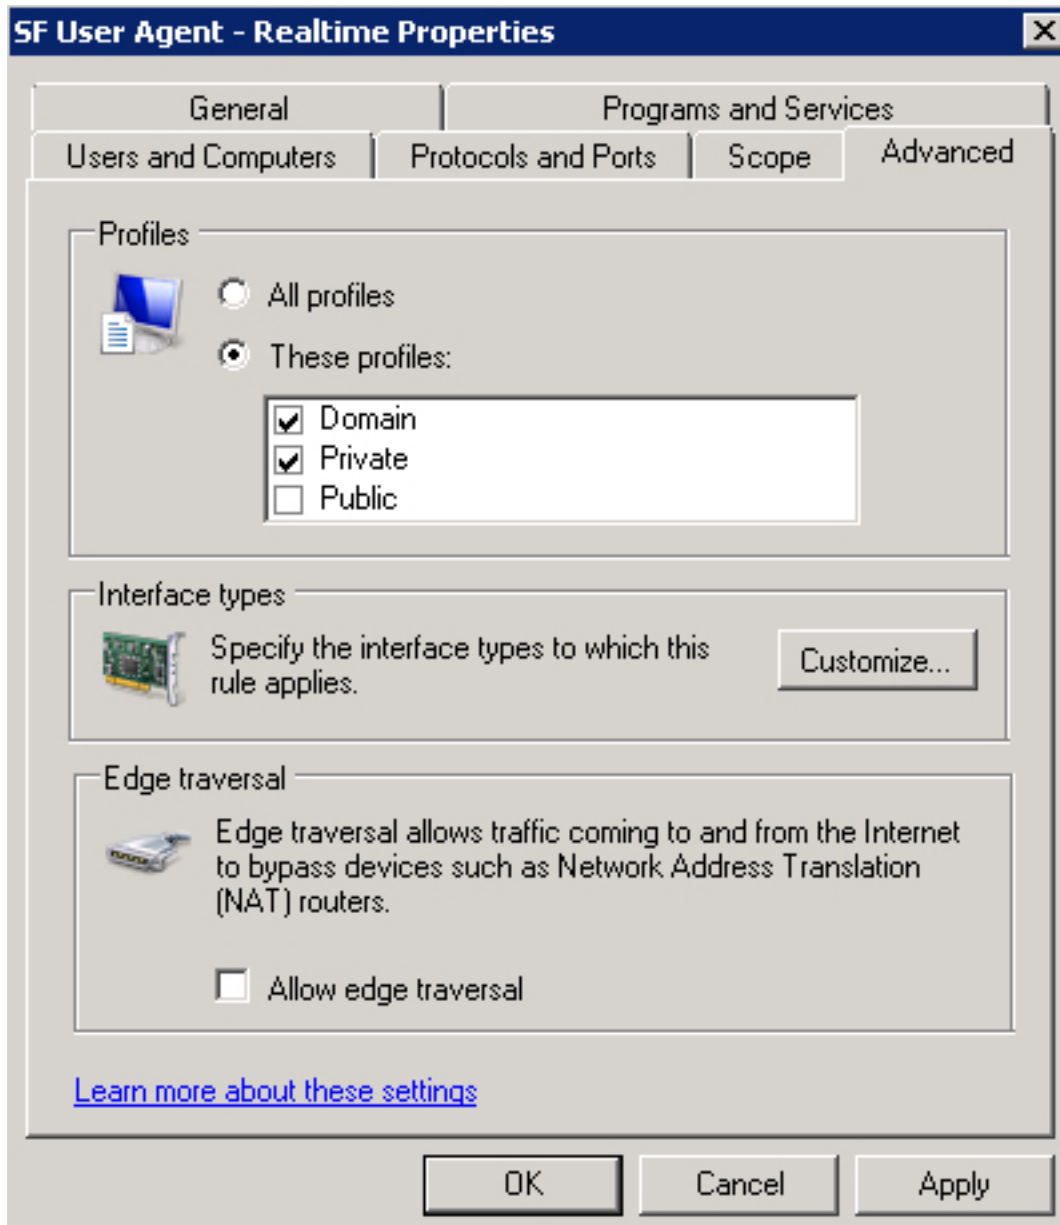 SF User Agent - Realtime Properties
General
Programs and Services
Users and Computers
Protocols and Ports
Scope
Advanced
Profiles
All profiles
These profiles:
Domain
Private
Public
Interface types
Specify the interface types to which this
rule applies.
Customize...
Edge traversal
Edge traversal allows traffic coming to and from the Internet
to bypass devices such as Network Address Translation
(NAT) routers.
Allow edge traversal
Learn more about these settings
OK
Cancel
Apply